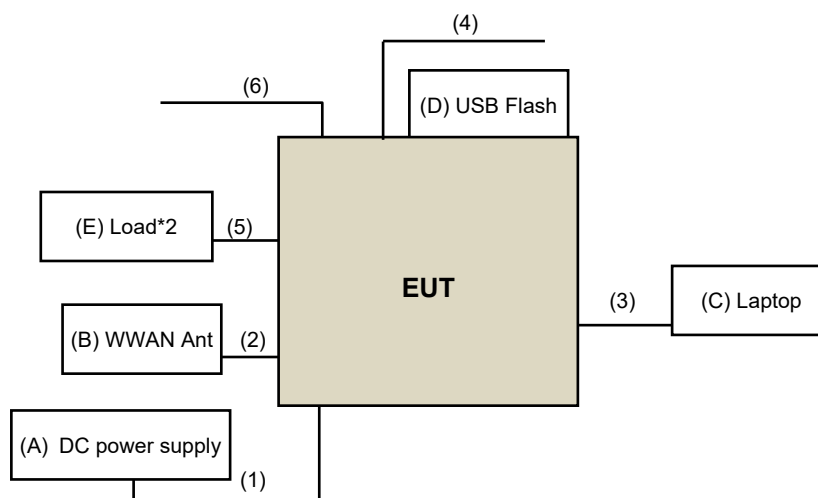 (4)
(6)
(D) USB Flash
(E) Load*2
(5)
EUT
(3)
(C) Laptop
(B) WWAN Ant
(2)
(A) DC power supply
(1)